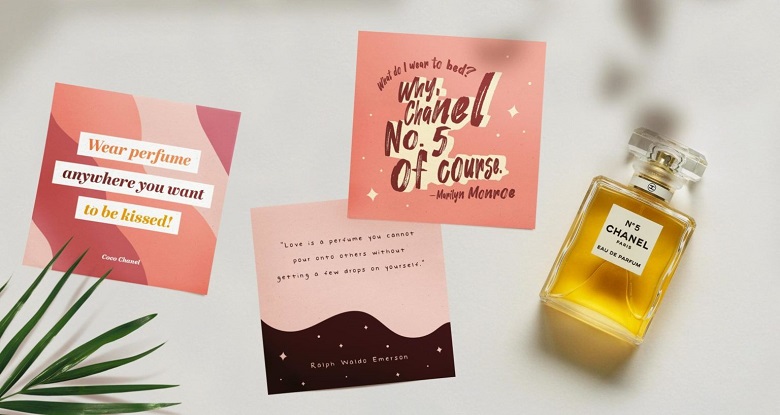 Wear perfume
anywhere you want
to be kissed!
Coco Chanel
What do I wear to bed?
Why,
Chanel
No. 5
Of course.
—Marilyn Monroe
"Love is a perfume you cannot
pour onto others without
getting a few drops on yourself."
Ralph Waldo Emerson
N°5
CHANEL
PARIS
EAU DE PARFUM